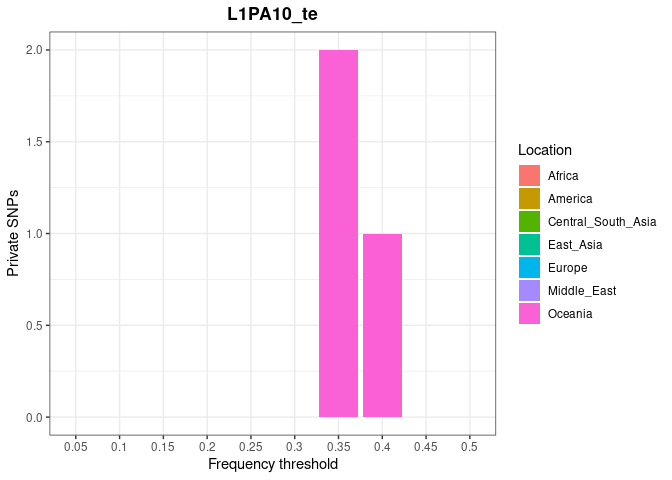 L1PA10_te
Private SNPs
2.0
1.5
1.0
0.5
0.0
0.05 0.1 0.15 0.2 0.25 0.3 0.35 0.4 0.45 0.5
Frequency threshold
Location
Africa
America
Central_South_Asia
East_Asia
Europe
Middle_East
Oceania